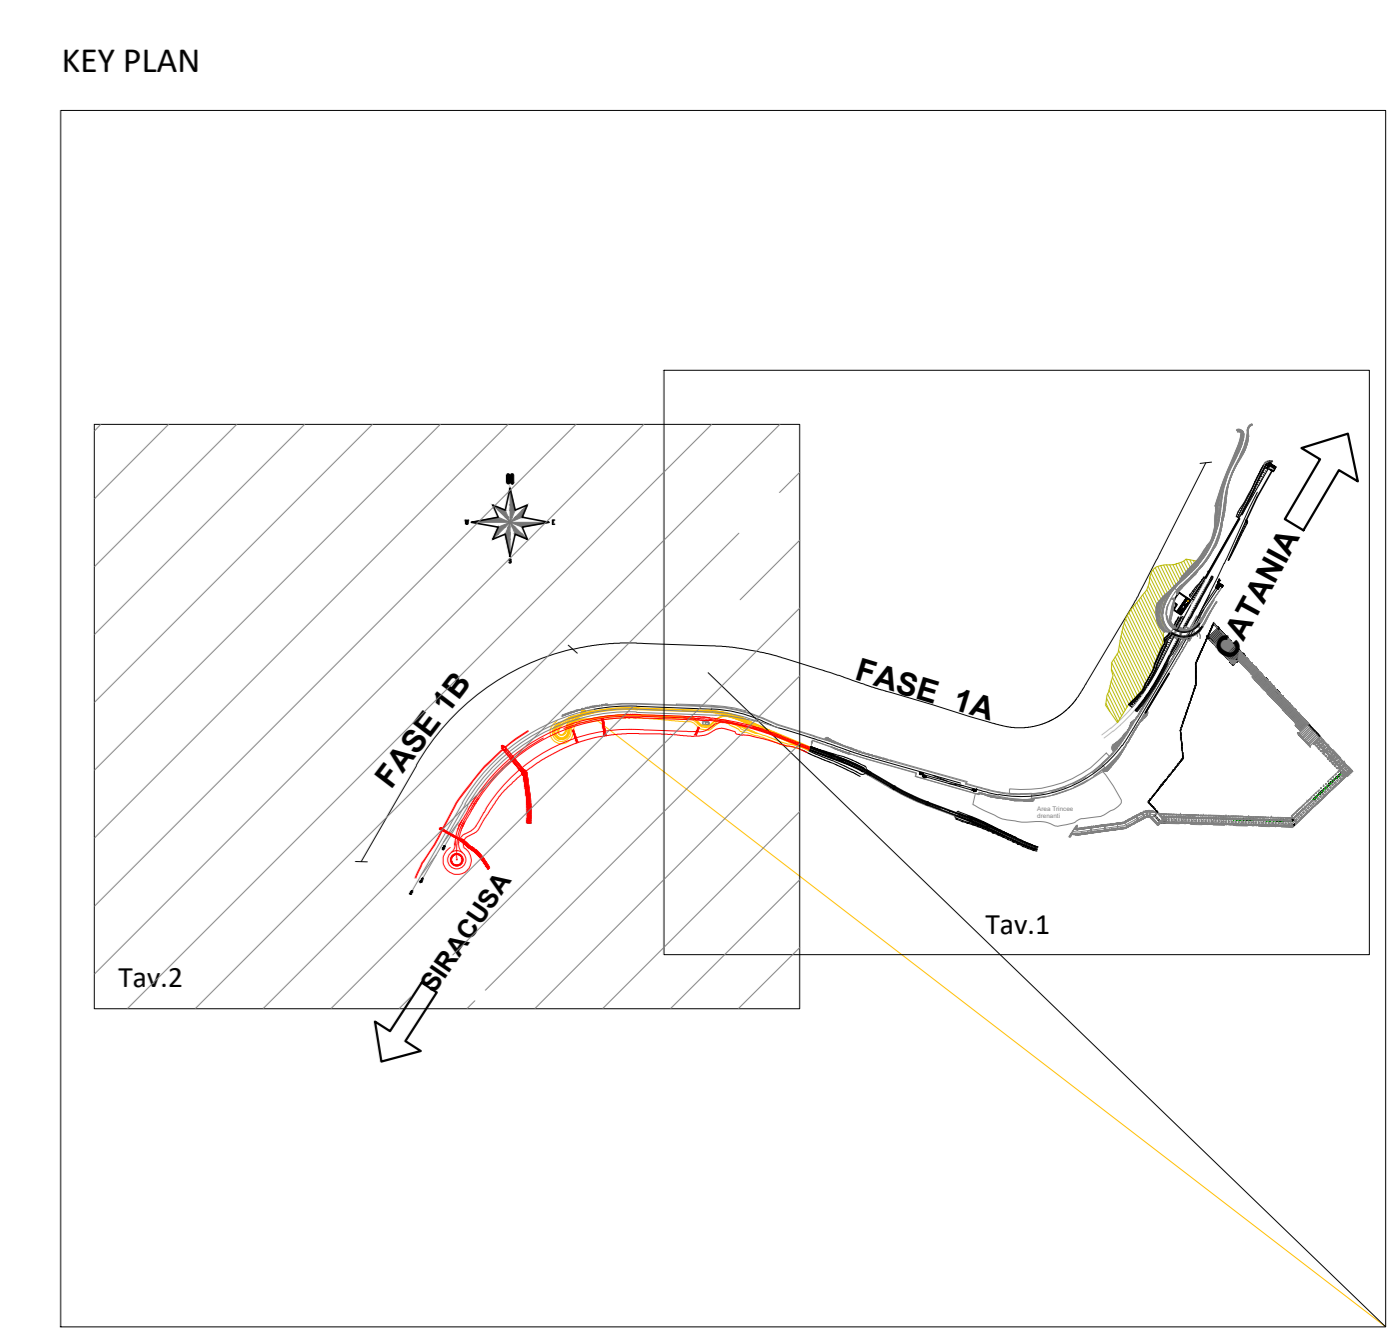 KEY PLAN
CATANIA
FASE 1A
FASE 1B
Area Trincee
drenanti
SIRACUSA
Tav.1
Tav.2